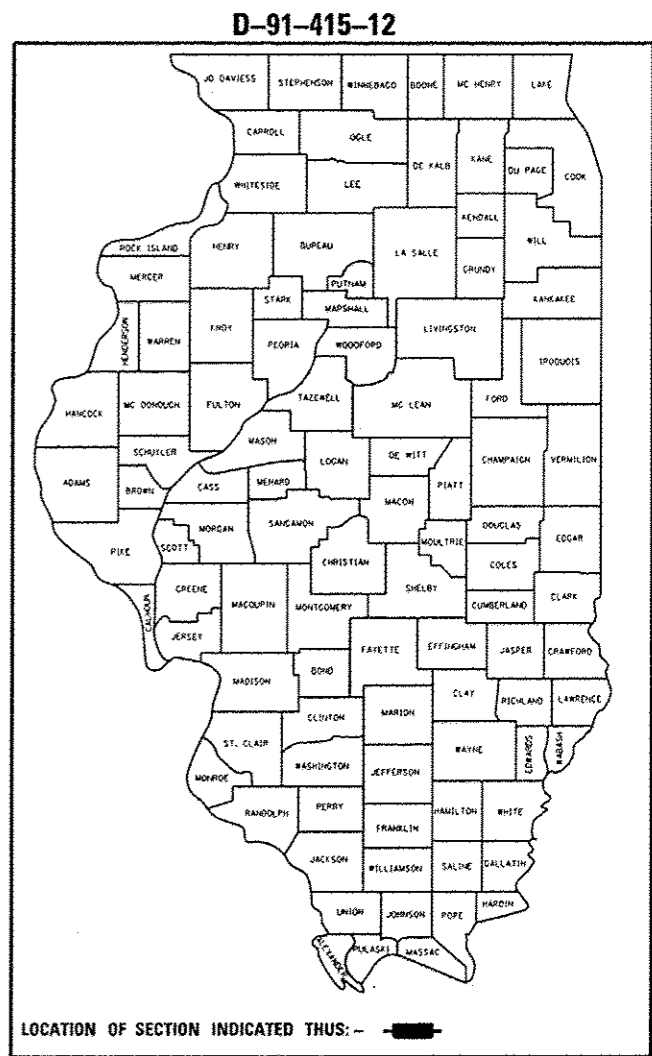 D-91-415-12
JO DAVIESS STEPHENSON WINNEBAGO BOONE MC HENRY LAKE
CARROLL OGLE DE KALB KANE DU PAGE COOK
WHITESIDE LEE
KENDALL WILL
ROCK ISLAND HENRY BUREAU LA SALLE GRUNDY
MERCER PUTNAM KANKAKEE
STARK MARSHALL
HENDERSON WARREN KNOX PEORIA WOODFORD LIVINGSTON IROQUOIS
HANCOCK MC DONOUGH FULTON TAZEWELL MC LEAN FORD
MASON
SCHUYLER LOGAN DE WITT CHAMPAIGN VERMILION
ADAMS BROWN CASS MENARD MACON PIATT
MORGAN SANGAMON MOULTRIE DOUGLAS EDGAR
PIKE SCOTT CHRISTIAN COLES
GREENE MACOUPIN MONTGOMERY SHELBY CUMBERLAND CLARK
CALHOUN JERSEY
FAYETTE EFFINGHAM JASPER CRAWFORD
MADISON BOND
CLAY RICHLAND LAWRENCE
CLINTON MARION
ST. CLAIR WAYNE EDWARDS WABASH
MONROE WASHINGTON JEFFERSON
RANDOLPH PERRY HAMILTON WHITE
FRANKLIN
JACKSON WILLIAMSON SALINE GALLATIN
UNION JOHNSON POPE HARDIN
ALEXANDER PULASKI MASSAC
LOCATION OF SECTION INDICATED THUS: -